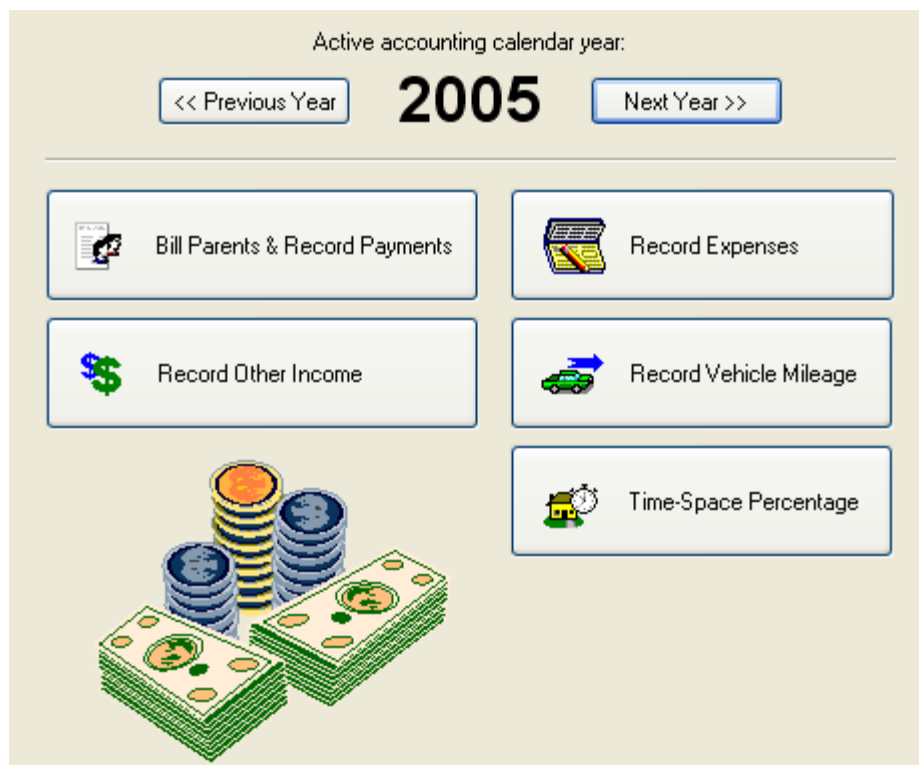 Active accounting calendar year:
<< Previous Year
2005
Next Year >>
Bill Parents & Record Payments
Record Expenses
Record Other Income
Record Vehicle Mileage
Time-Space Percentage